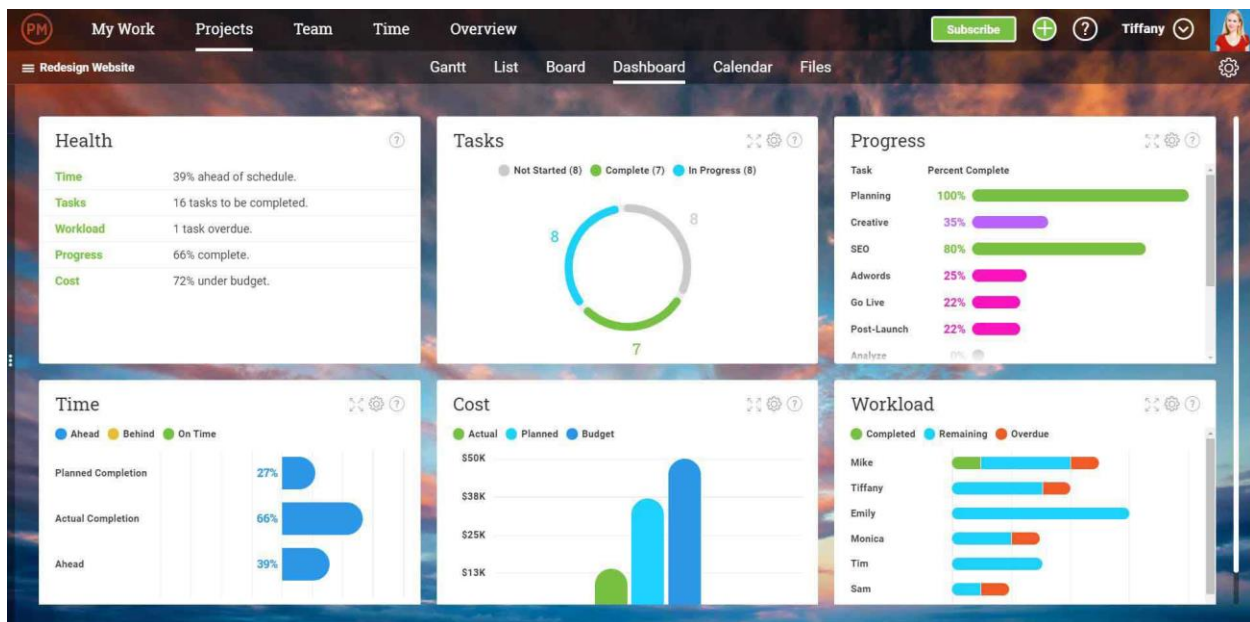 PM My Work Projects Team Time Overview Subscribe Tiffany
Redesign Website Gantt List Board Dashboard Calendar Files
Health
Time 39% ahead of schedule.
Tasks 16 tasks to be completed.
Workload 1 task overdue.
Progress 66% complete.
Cost 72% under budget.
Tasks
Not Started (8) Complete (7) In Progress (8)
8
8
7
Progress
Task Percent Complete
Planning 100%
Creative 35%
SEO 80%
Adwords 25%
Go Live 22%
Post-Launch 22%
Analyze 0%
Time
Ahead Behind On Time
Planned Completion 27%
Actual Completion 66%
Ahead 39%
Cost
Actual Planned Budget
$50K
$38K
$25K
$13K
Workload
Completed Remaining Overdue
Mike
Tiffany
Emily
Monica
Tim
Sam